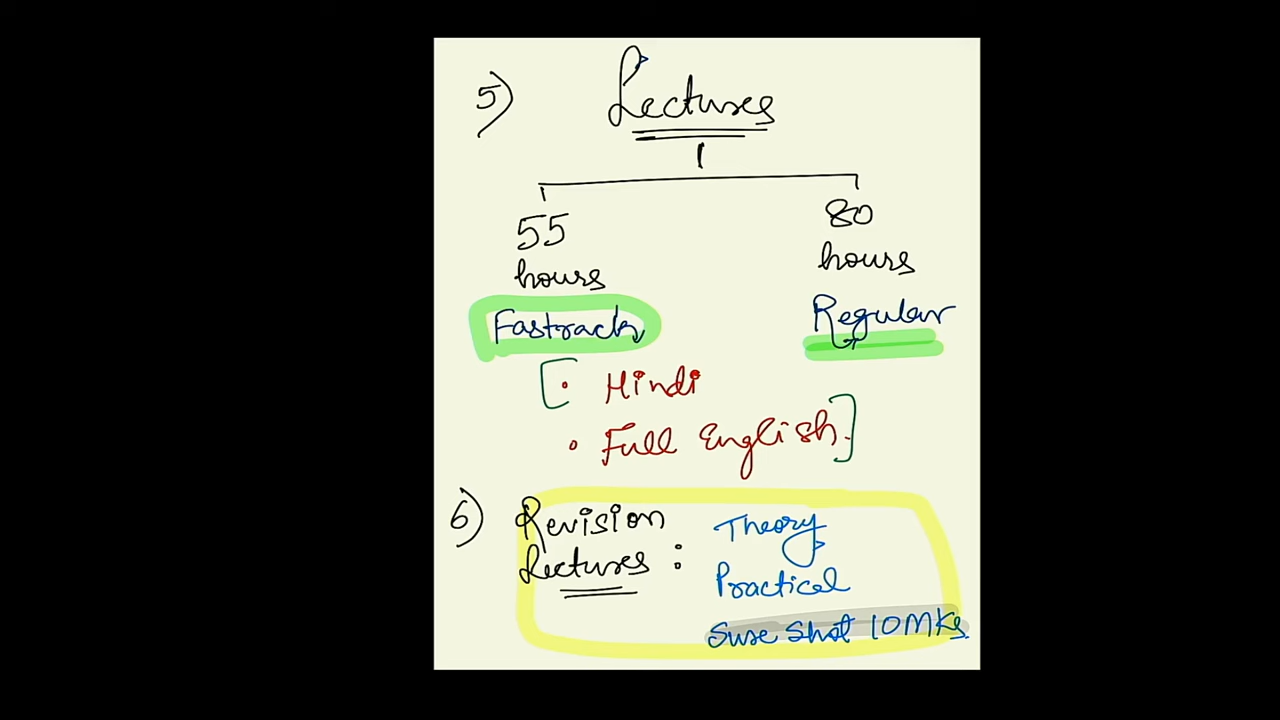 5) Lectures
55 hours
80 hours
Fastrack
Regular
[• Hindi
• Full English.]
6) Revision Lectures :
Theory
Practical
Sure Shot 10MKs